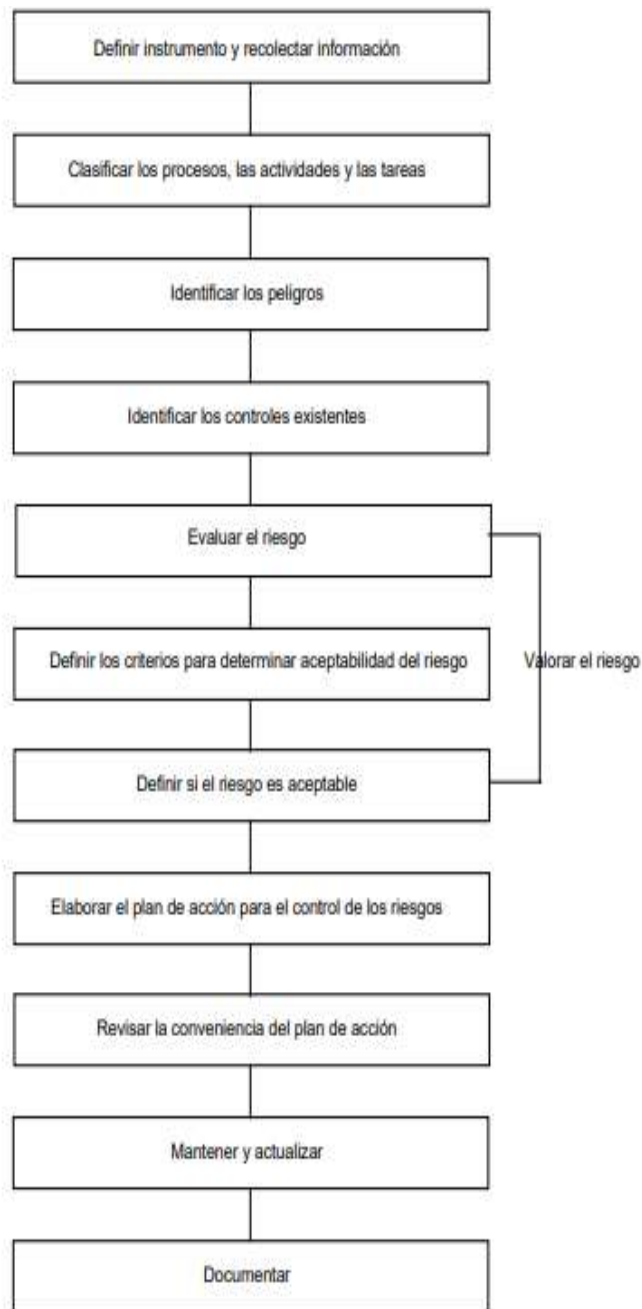 Definir instrumento y recolectar información
Clasificar los procesos, las actividades y las tareas
Identificar los peligros
Identificar los controles existentes
Evaluar el riesgo
Definir los criterios para determinar aceptabilidad del riesgo
Valorar el riesgo
Definir si el riesgo es aceptable
Elaborar el plan de acción para el control de los riesgos
Revisar la conveniencia del plan de acción
Mantener y actualizar
Documentar